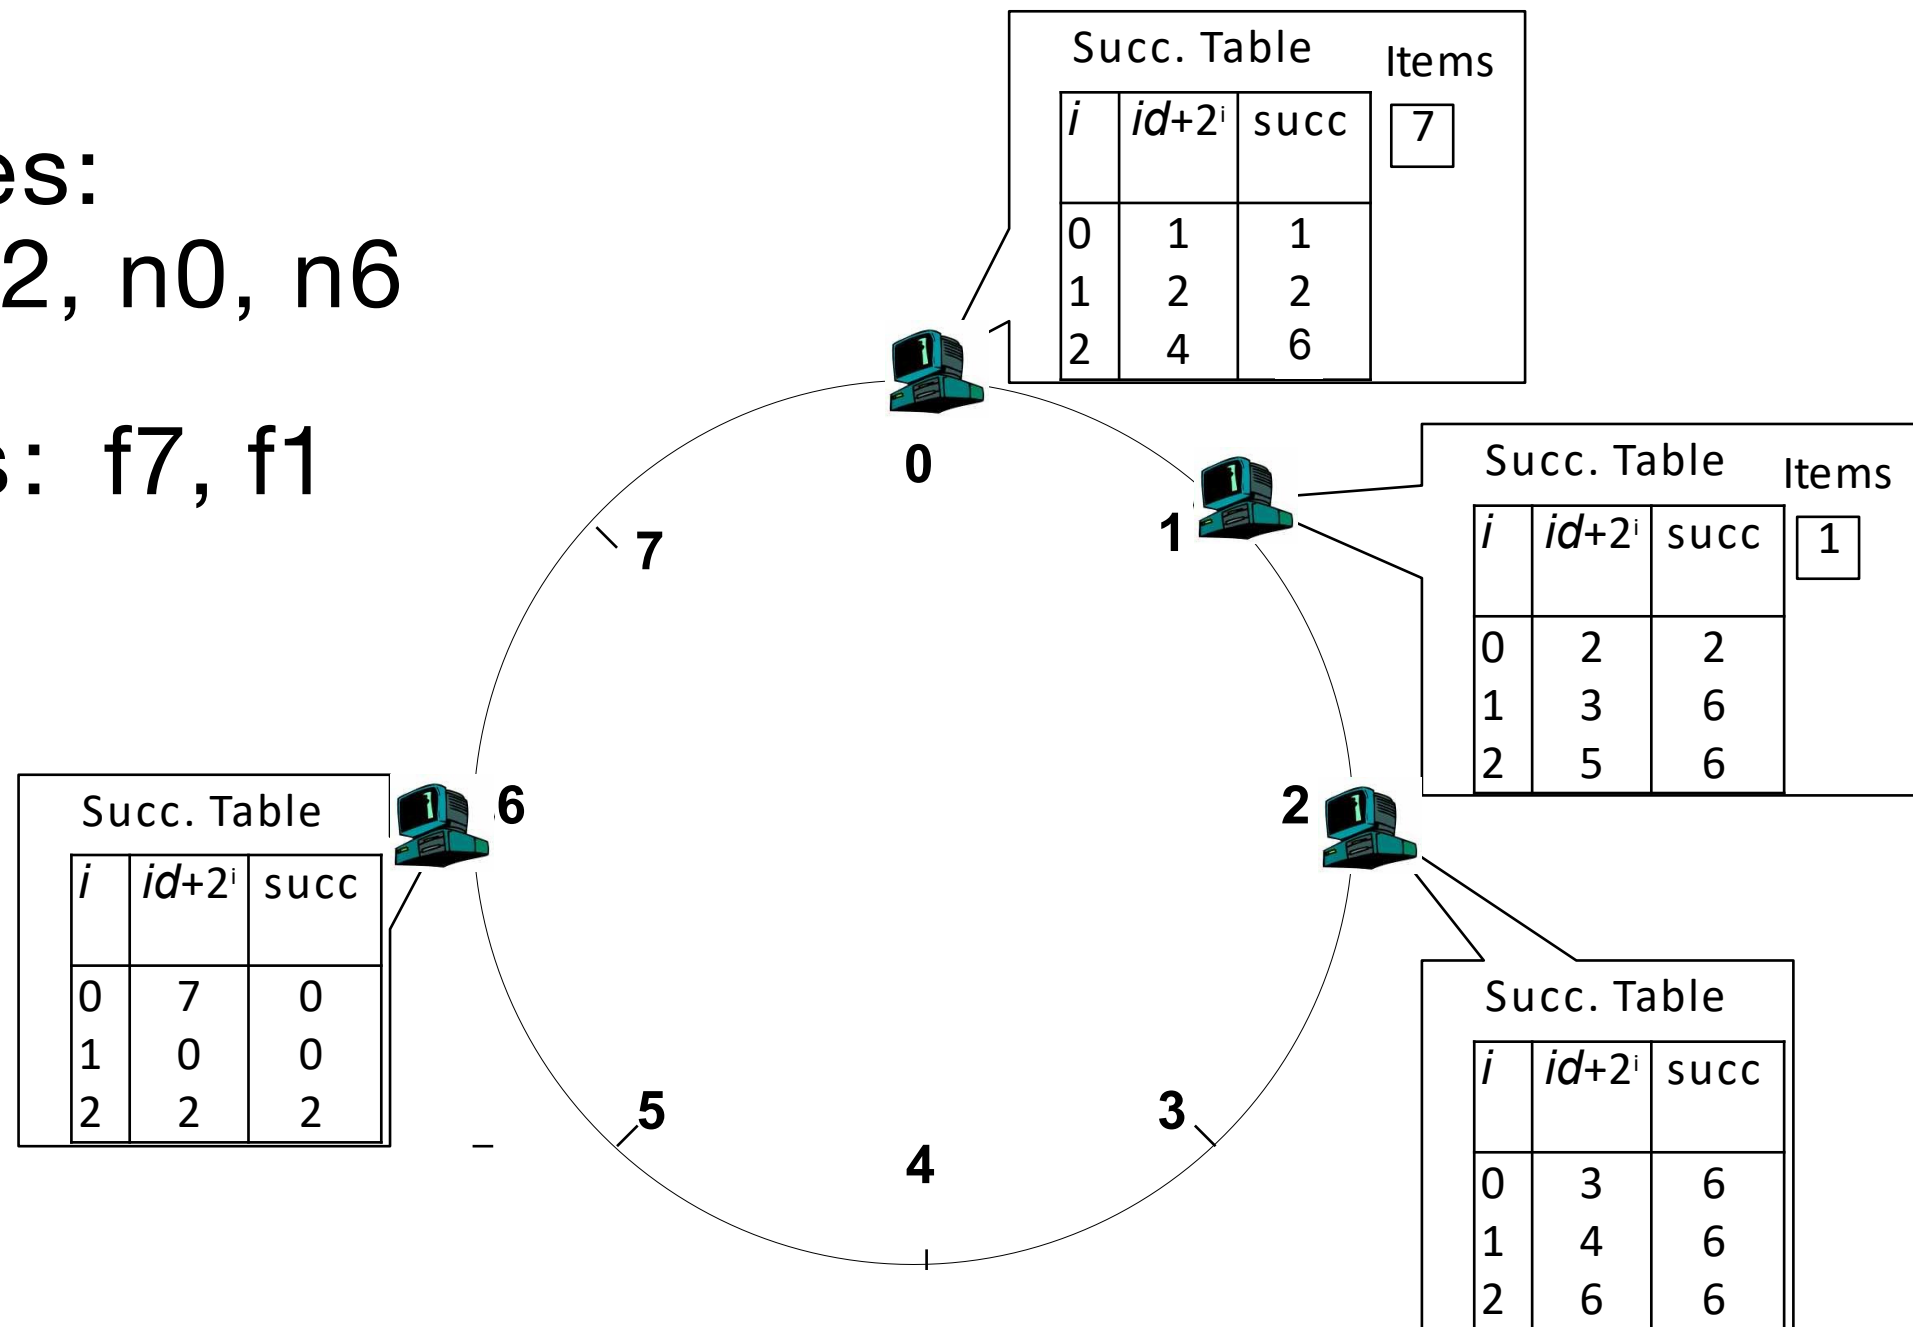 es:
2, n0, n6
s: f7, f1
Succ. Table Items
i id+2ⁱ succ 7
0 1 1
1 2 2
2 4 6
0
1
2
3
4
5
6
7
Succ. Table Items
i id+2ⁱ succ 1
0 2 2
1 3 6
2 5 6
Succ. Table
i id+2ⁱ succ
0 7 0
1 0 0
2 2 2
Succ. Table
i id+2ⁱ succ
0 3 6
1 4 6
2 6 6